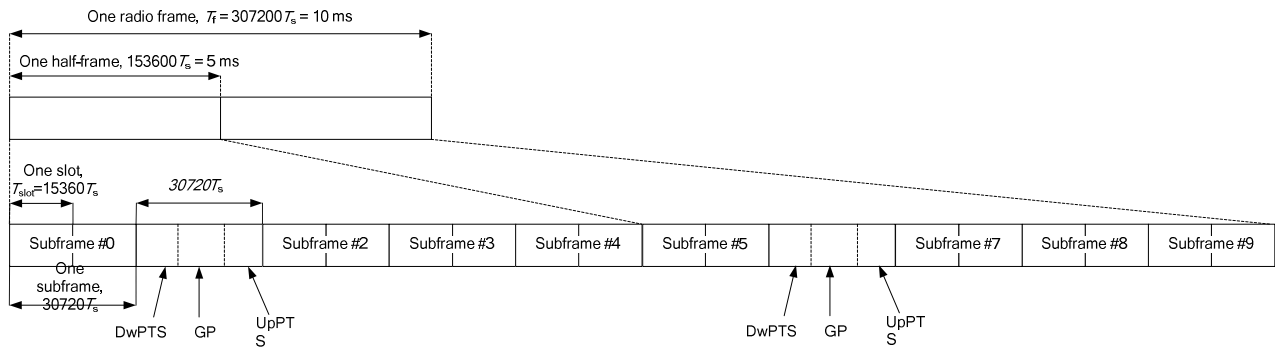 One radio frame, Tf = 307200Ts = 10 ms
One half-frame, 153600Ts = 5 ms
One slot,
Tslot=15360Ts
30720Ts
Subframe #0
Subframe #2
Subframe #3
Subframe #4
Subframe #5
Subframe #7
Subframe #8
Subframe #9
One
subframe,
30720Ts
DwPTS
GP
UpPT
S
DwPTS
GP
UpPT
S